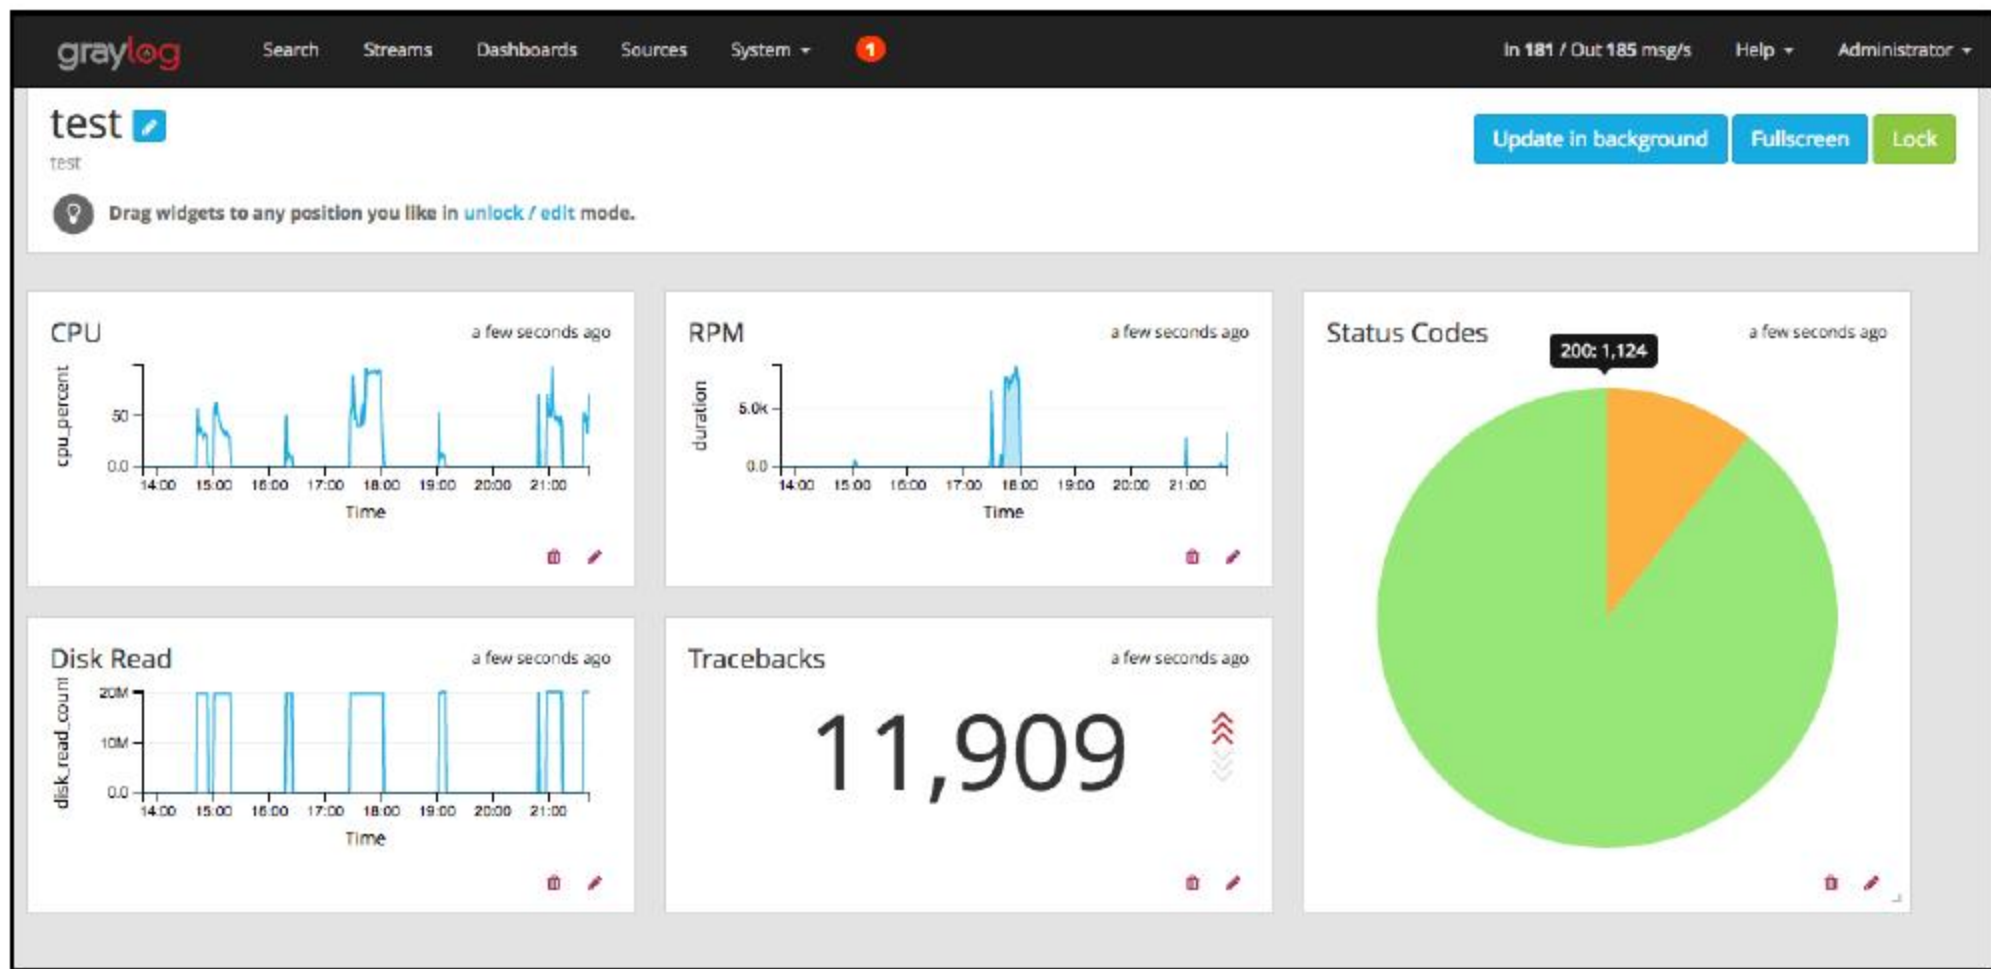 graylog Search Streams Dashboards Sources System 1 In 181 / Out 185 msg/s Help Administrator
test
Update in background Fullscreen Lock
test
Drag widgets to any position you like in unlock / edit mode.
CPU a few seconds ago
cpu_percent
50
0.0
14:00 15:00 16:00 17:00 18:00 19:00 20:00 21:00
Time
RPM a few seconds ago
duration
5.0k
0.0
14:00 15:00 16:00 17:00 18:00 19:00 20:00 21:00
Time
Status Codes a few seconds ago
200: 1,124
Disk Read a few seconds ago
disk_read_count
20M
10M
0.0
14:00 15:00 16:00 17:00 18:00 19:00 20:00 21:00
Time
Tracebacks a few seconds ago
11,909